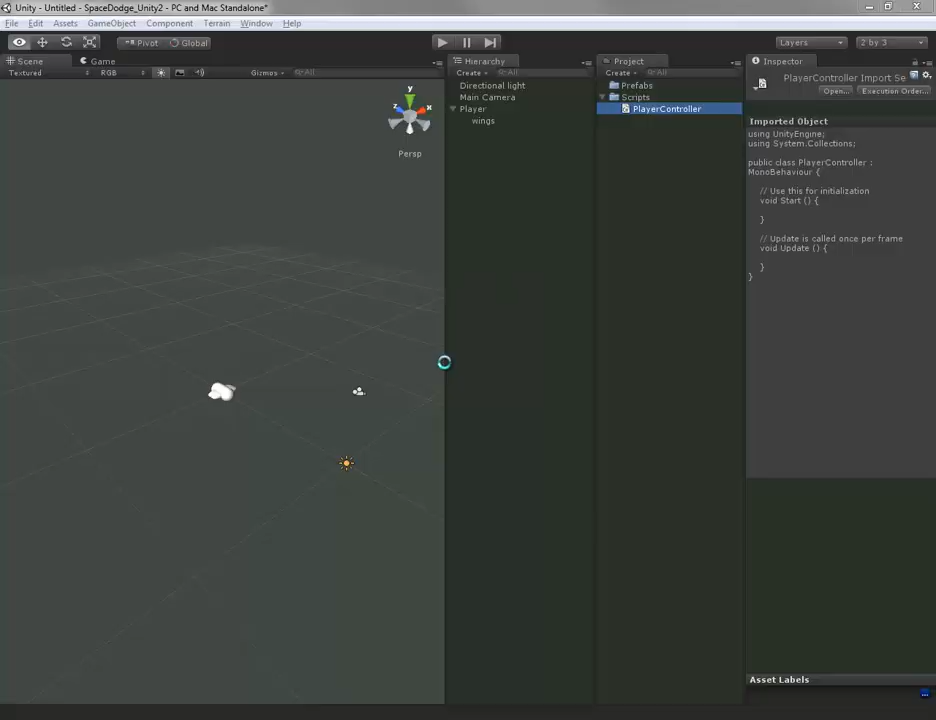 Unity - Untitled - SpaceDodge_Unity2 - PC and Mac Standalone*
File Edit Assets GameObject Component Terrain Window Help
Pivot Global Layers 2 by 3
Scene Game
Textured RGB Gizmos All
Persp
y
x
z
Hierarchy
Create All
Directional light
Main Camera
Player
wings
Project
Create All
Prefabs
Scripts
PlayerController
Inspector
PlayerController Import Se
Open... Execution Order...
Imported Object
using UnityEngine;
using System.Collections;
public class PlayerController :
MonoBehaviour {
// Use this for initialization
void Start () {
}
// Update is called once per frame
void Update () {
}
}
Asset Labels